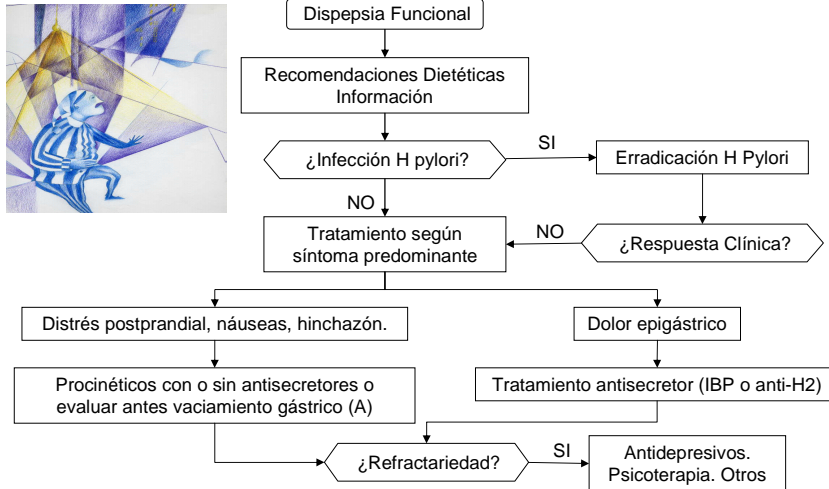 Dispepsia Funcional
Recomendaciones Dietéticas
Información
¿Infección H pylori?
SI
Erradicación H Pylori
NO
Tratamiento según
síntoma predominante
NO
¿Respuesta Clínica?
Distrés postprandial, náuseas, hinchazón.
Dolor epigástrico
Procinéticos con o sin antisecretores o
evaluar antes vaciamiento gástrico (A)
Tratamiento antisecretor (IBP o anti-H2)
¿Refractariedad?
SI
Antidepresivos.
Psicoterapia. Otros